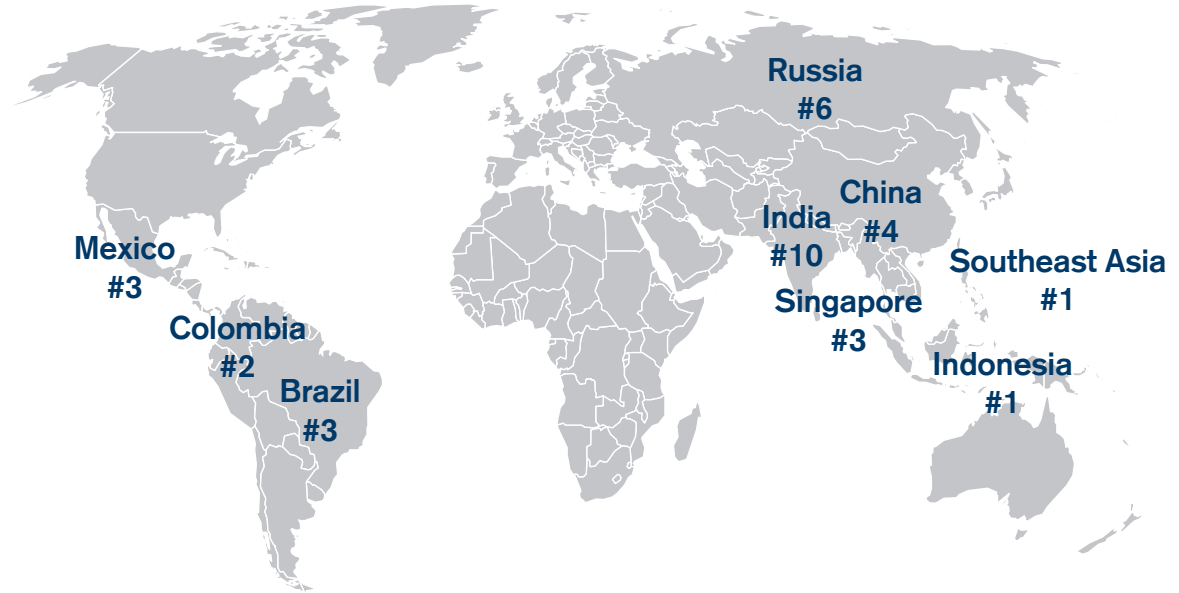 Russia
#6
China
#4
India
#10
Mexico
#3
Southeast Asia
#1
Singapore
#3
Colombia
#2
Indonesia
#1
Brazil
#3